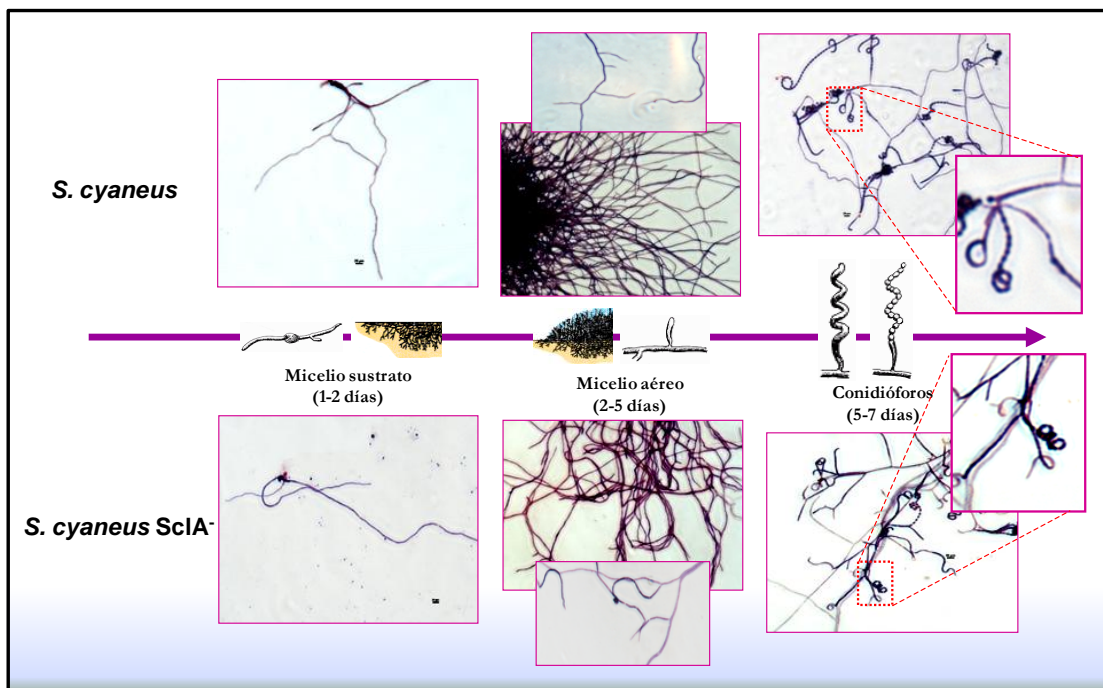 S. cyaneus
Micelio sustrato
(1-2 días)
Micelio aéreo
(2-5 días)
Conidióforos
(5-7 días)
S. cyaneus SclA-